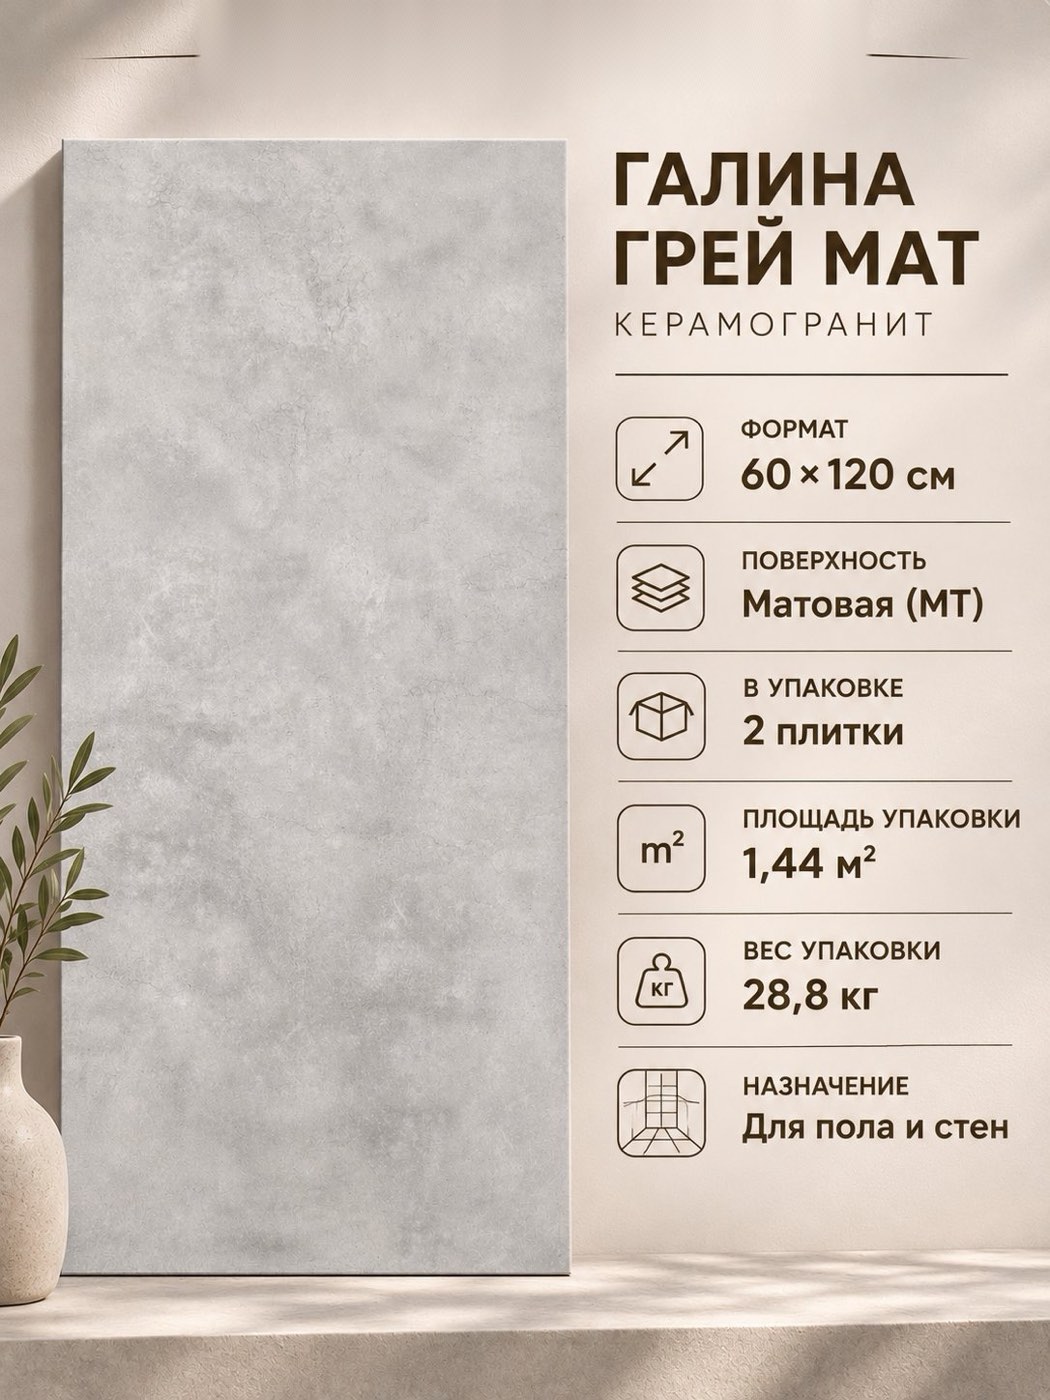 ГАЛИНА
ГРЕЙ МАТ
КЕРАМОГРАНИТ
ФОРМАТ
60 × 120 см
ПОВЕРХНОСТЬ
Матовая (МТ)
В УПАКОВКЕ
2 плитки
m²
ПЛОЩАДЬ УПАКОВКИ
1,44 м²
кг
ВЕС УПАКОВКИ
28,8 кг
НАЗНАЧЕНИЕ
Для пола и стен